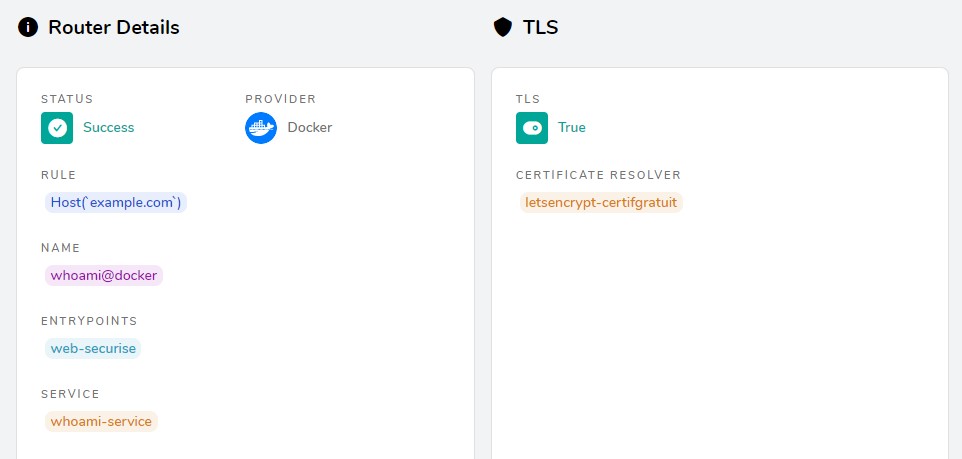 Router Details
STATUS
PROVIDER
Success
Docker
RULE
Host(`example.com`)
NAME
whoami@docker
ENTRYPOINTS
web-securise
SERVICE
whoami-service
TLS
TLS
True
CERTIFICATE RESOLVER
letsencrypt-certifgratuit